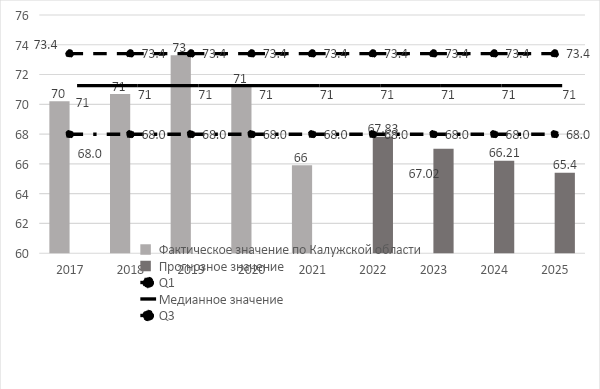 76
73.4
74
73.4 73 73.4 73.4 73.4 73.4 73.4 73.4 73.4
72
70 71 71
71 71 71 71 71 71 71 71 71
70
68
68.0 68.0 68.0 68.0 67.83 68.0 68.0 68.0 68.0
68.0
66 66 67.02 66.21 65.4
64
62
60
Фактическое значение по Калужской области
Прогнозное значение
2017 2018 2019 2020 2021 2022 2023 2024 2025
Q1
Медианное значение
Q3